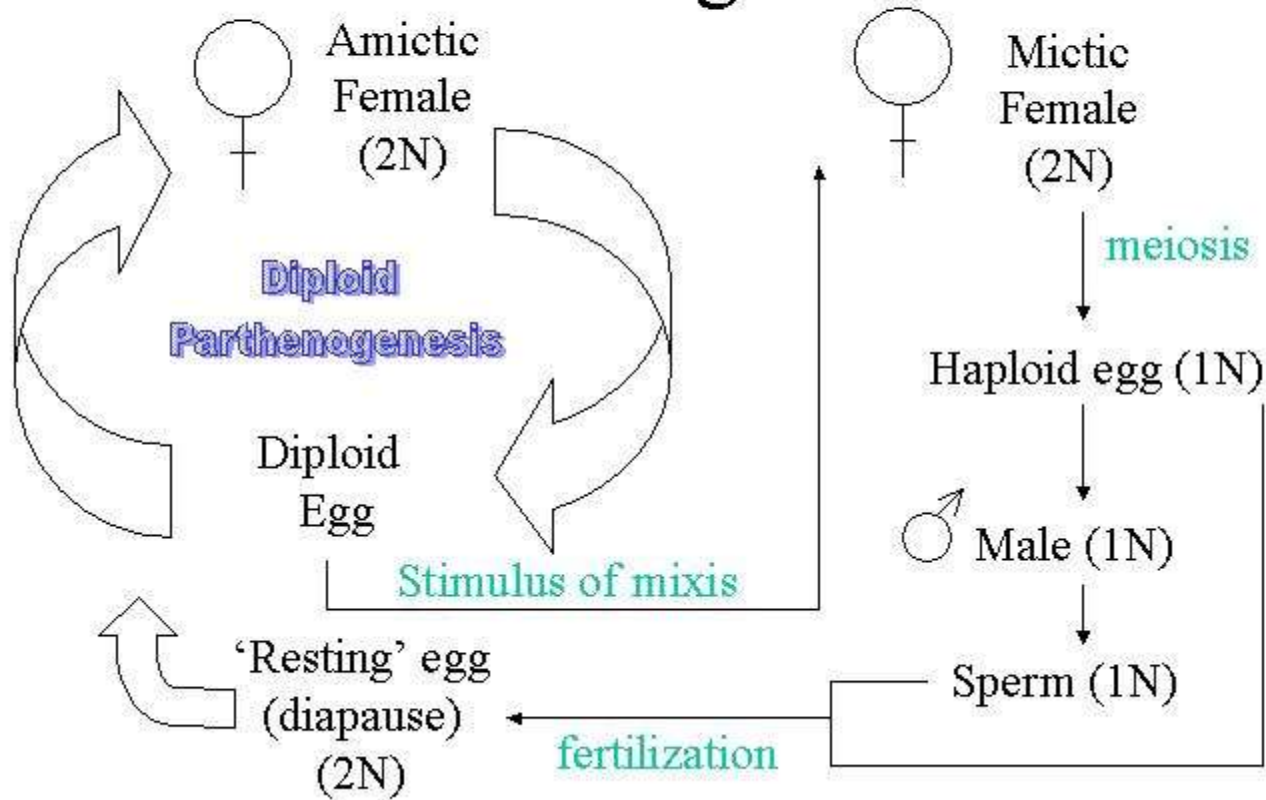 Amictic
Female
(2N)
Diploid
Parthenogenesis
Diploid
Egg
Stimulus of mixis
‘Resting’ egg
(diapause)
(2N)
Mictic
Female
(2N)
meiosis
Haploid egg (1N)
Male (1N)
Sperm (1N)
fertilization